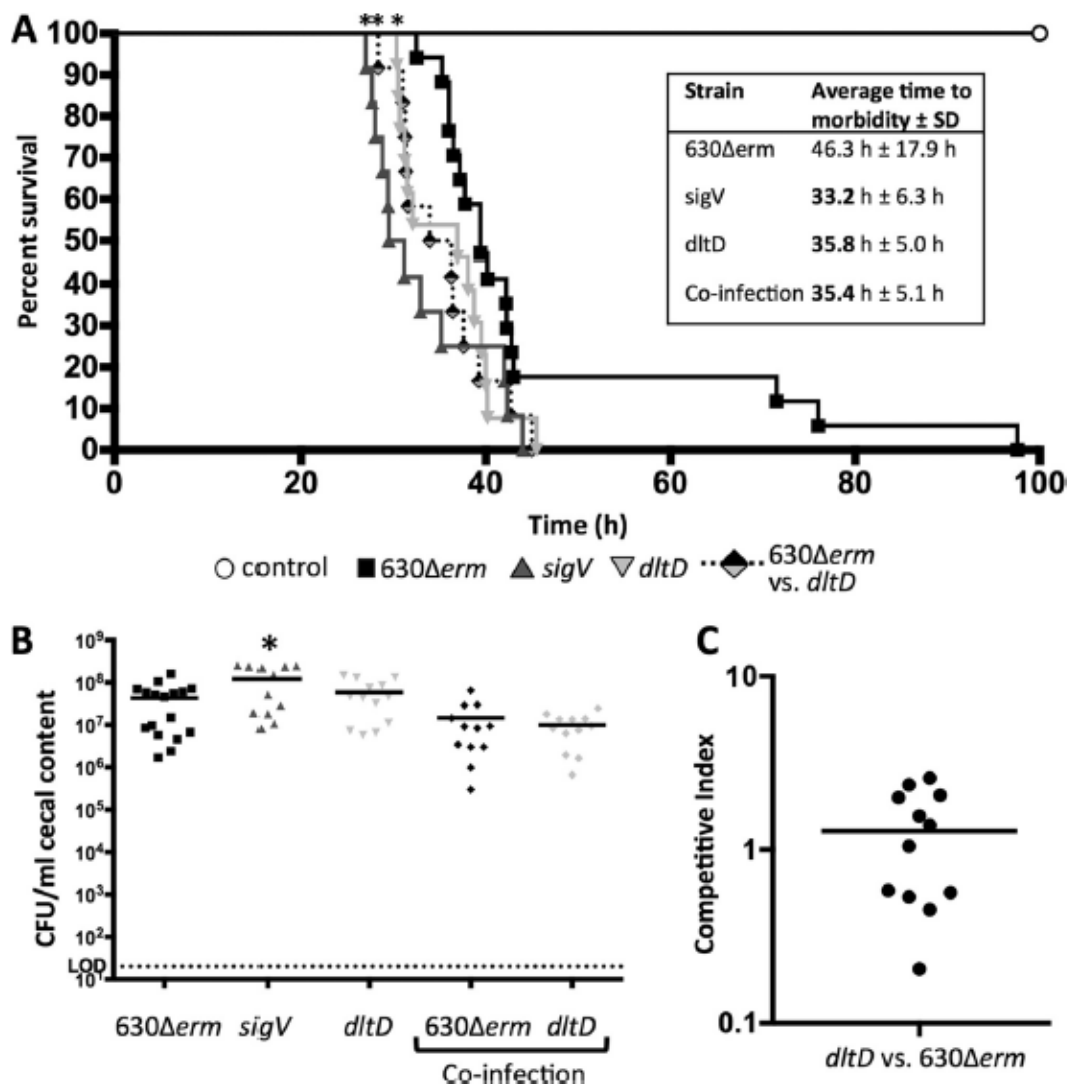 A
** *
100
90
80
70
60
50
40
30
20
10
0
Percent survival
Strain Average time to
morbidity ± SD
630Δerm 46.3 h ± 17.9 h
sigV 33.2 h ± 6.3 h
dltD 35.8 h ± 5.0 h
Co-infection 35.4 h ± 5.1 h
0 20 40 60 80 100
Time (h)
control 630Δerm sigV dltD 630Δerm
vs. dltD
B
*
10⁹
10⁸
10⁷
10⁶
10⁵
10⁴
10³
10²
LOD
10¹
CFU/ml cecal content
630Δerm sigV dltD 630Δerm dltD
Co-infection
C
10
1
0.1
Competitive Index
dltD vs. 630Δerm